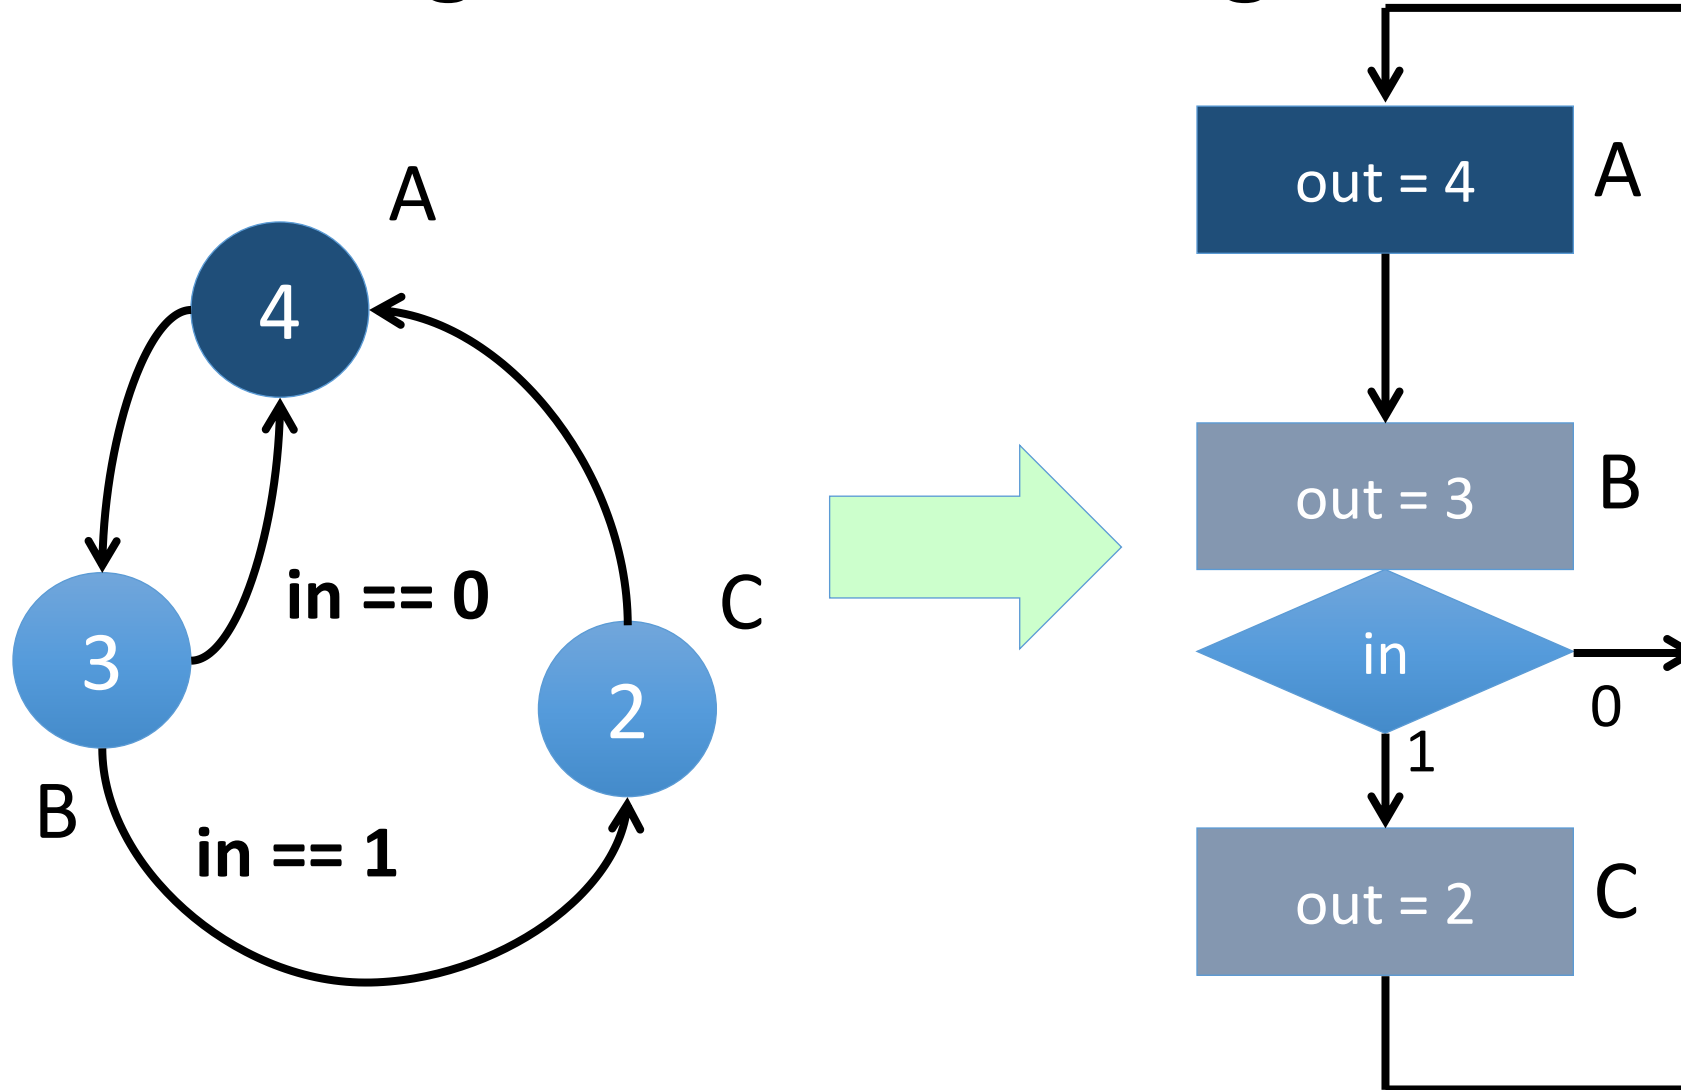 A
4
in == 0
3
C
2
B
in == 1
out = 4
A
out = 3
B
in
0
1
out = 2
C